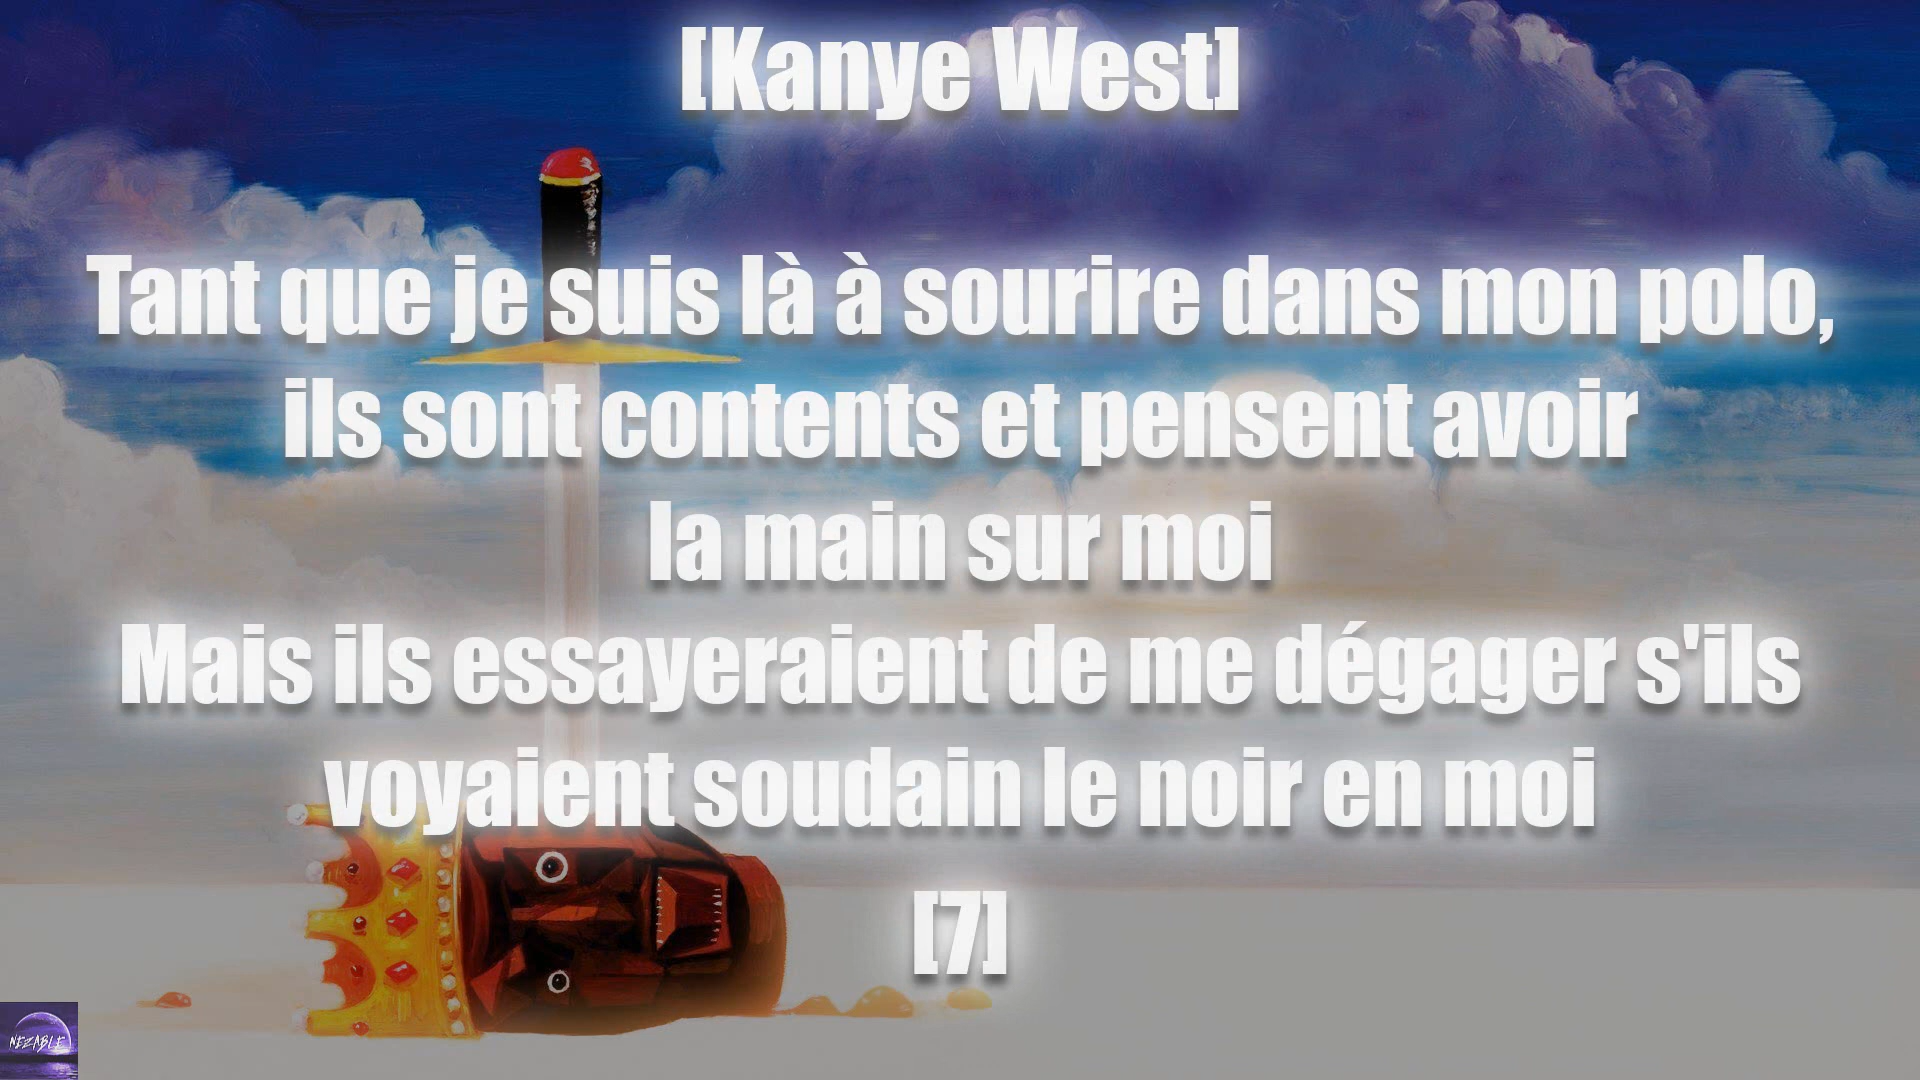 [Kanye West]
Tant que je suis là à sourire dans mon polo,
ils sont contents et pensent avoir
la main sur moi
Mais ils essayeraient de me dégager s'ils
voyaient soudain le noir en moi
[7]
NEZABLE